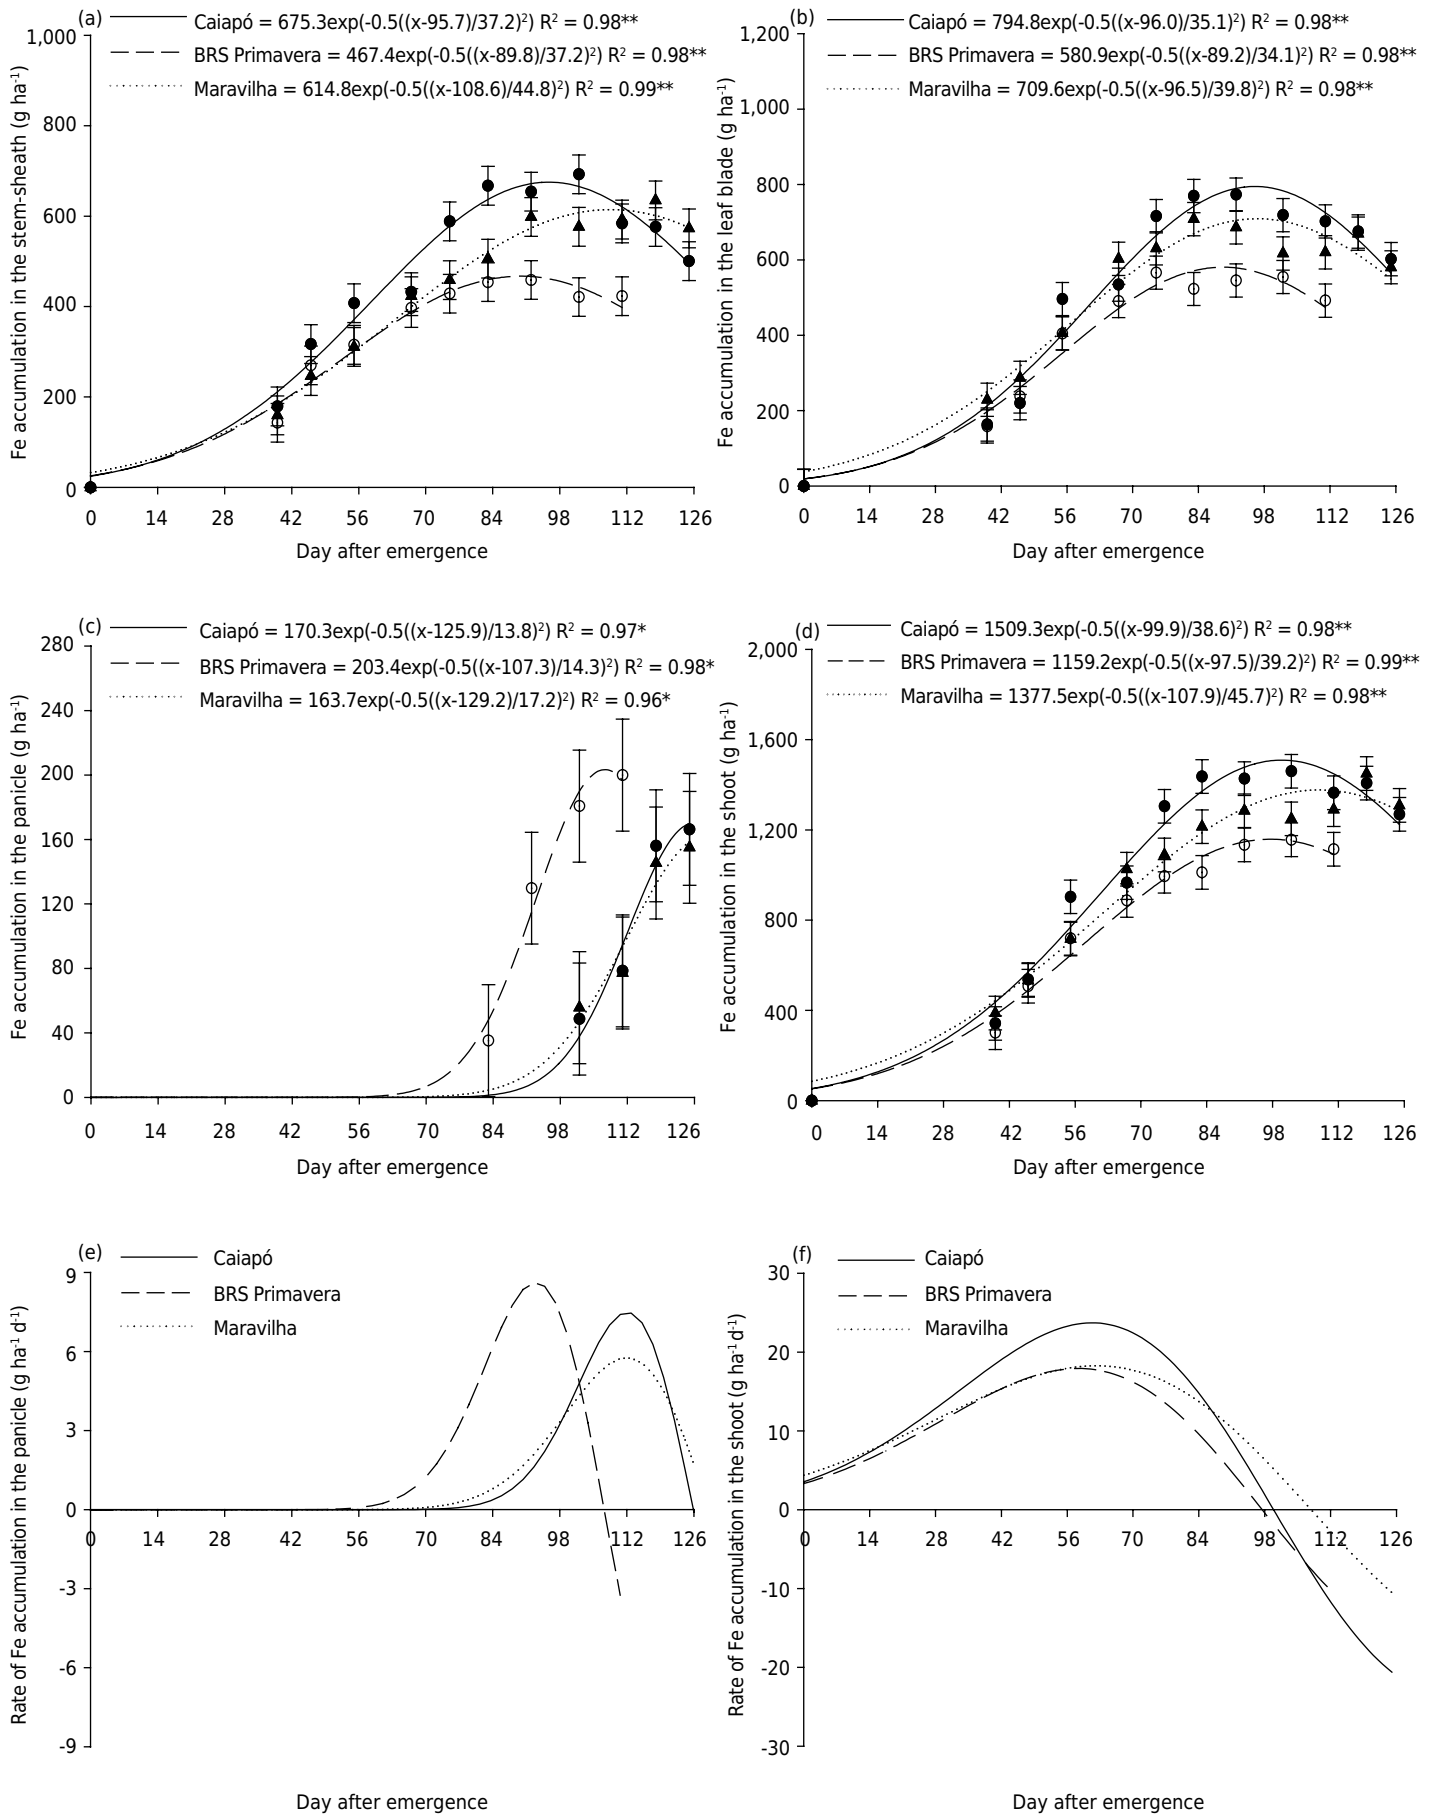 (a) Caiapó = 675.3exp(-0.5((x-95.7)/37.2)²) R² = 0.98**
BRS Primavera = 467.4exp(-0.5((x-89.8)/37.2)²) R² = 0.98**
Maravilha = 614.8exp(-0.5((x-108.6)/44.8)²) R² = 0.99**
Fe accumulation in the stem-sheath (g ha⁻¹)
1,000
800
600
400
200
0
0 14 28 42 56 70 84 98 112 126
Day after emergence
(b) Caiapó = 794.8exp(-0.5((x-96.0)/35.1)²) R² = 0.98**
BRS Primavera = 580.9exp(-0.5((x-89.2)/34.1)²) R² = 0.98**
Maravilha = 709.6exp(-0.5((x-96.5)/39.8)²) R² = 0.98**
Fe accumulation in the leaf blade (g ha⁻¹)
1,200
1,000
800
600
400
200
0
0 14 28 42 56 70 84 98 112 126
Day after emergence
(c) Caiapó = 170.3exp(-0.5((x-125.9)/13.8)²) R² = 0.97*
BRS Primavera = 203.4exp(-0.5((x-107.3)/14.3)²) R² = 0.98*
Maravilha = 163.7exp(-0.5((x-129.2)/17.2)²) R² = 0.96*
Fe accumulation in the panicle (g ha⁻¹)
280
240
200
160
120
80
40
0
0 14 28 42 56 70 84 98 112 126
Day after emergence
(d) Caiapó = 1509.3exp(-0.5((x-99.9)/38.6)²) R² = 0.98**
BRS Primavera = 1159.2exp(-0.5((x-97.5)/39.2)²) R² = 0.99**
Maravilha = 1377.5exp(-0.5((x-107.9)/45.7)²) R² = 0.98**
Fe accumulation in the shoot (g ha⁻¹)
2,000
1,600
1,200
800
400
0
0 14 28 42 56 70 84 98 112 126
Day after emergence
(e) Caiapó
BRS Primavera
Maravilha
Rate of Fe accumulation in the panicle (g ha⁻¹ d⁻¹)
9
6
3
0
-3
-6
-9
0 14 28 42 56 70 84 98 112 126
Day after emergence
(f) Caiapó
BRS Primavera
Maravilha
Rate of Fe accumulation in the shoot (g ha⁻¹ d⁻¹)
30
20
10
0
-10
-20
-30
0 14 28 42 56 70 84 98 112 126
Day after emergence